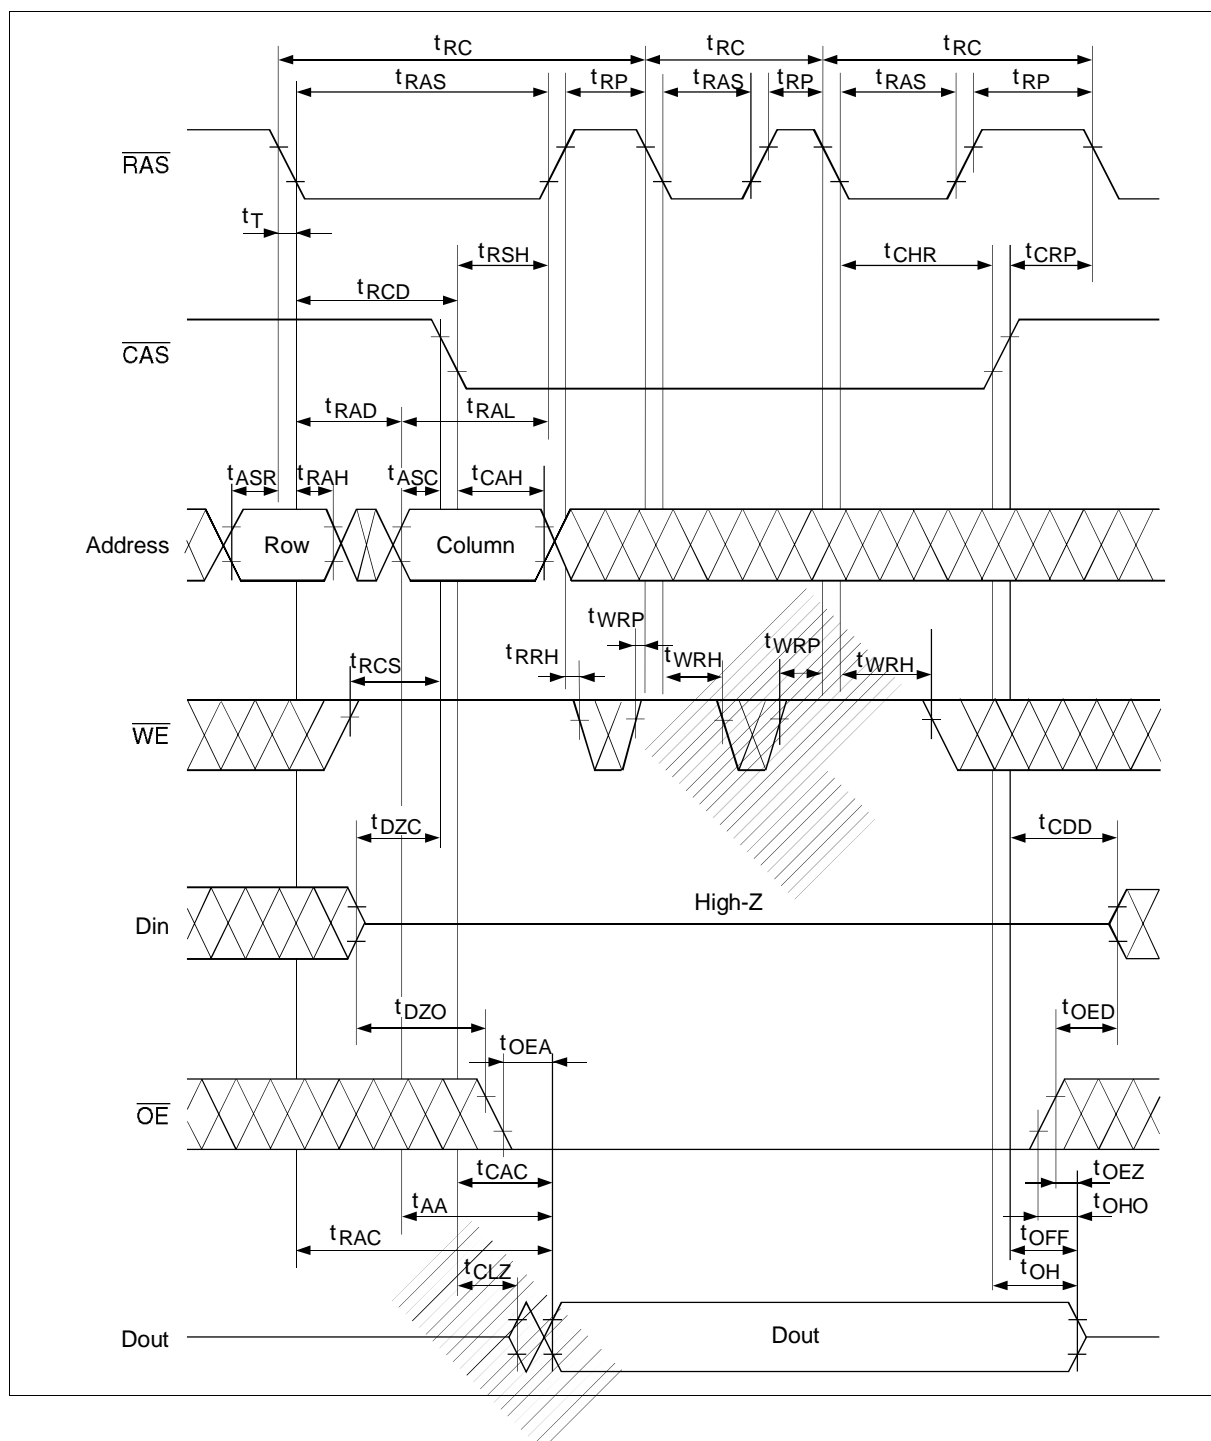 tRC tRC tRC
tRAS tRP tRAS tRP tRAS tRP
RAS
tT
tRSH tCHR tCRP
tRCD
CAS
tRAD tRAL
tASR tRAH tASC tCAH
Address Row Column
tWRP
tRRH tWRH tWRP tWRH
tRCS
WE
tDZC tCDD
High-Z
Din
tDZO tOED
tOEA
OE
tCAC tOEZ
tAA tOHO
tRAC tOFF
tCLZ tOH
Dout Dout